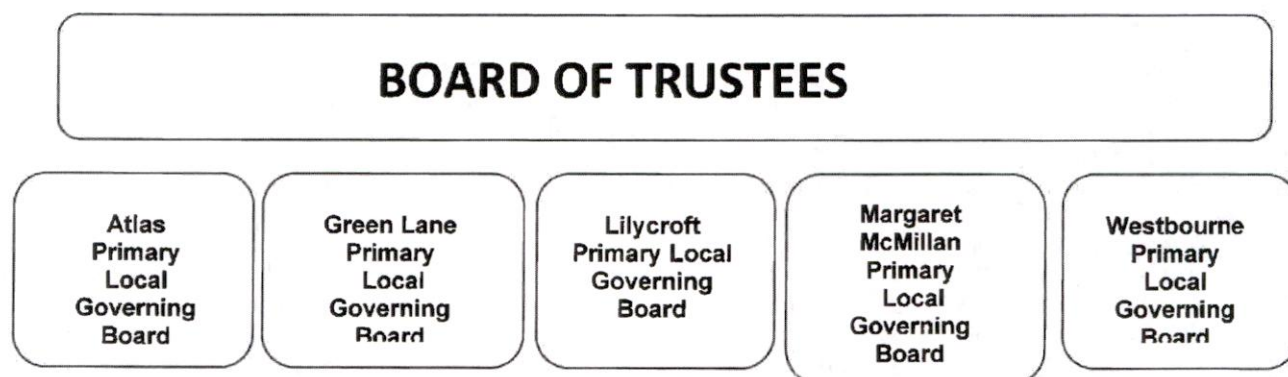 BOARD OF TRUSTEES
Atlas
Primary
Local
Governing
Board
Green Lane
Primary
Local
Governing
Board
Lilycroft
Primary Local
Governing
Board
Margaret
McMillan
Primary
Local
Governing
Board
Westbourne
Primary
Local
Governing
Board